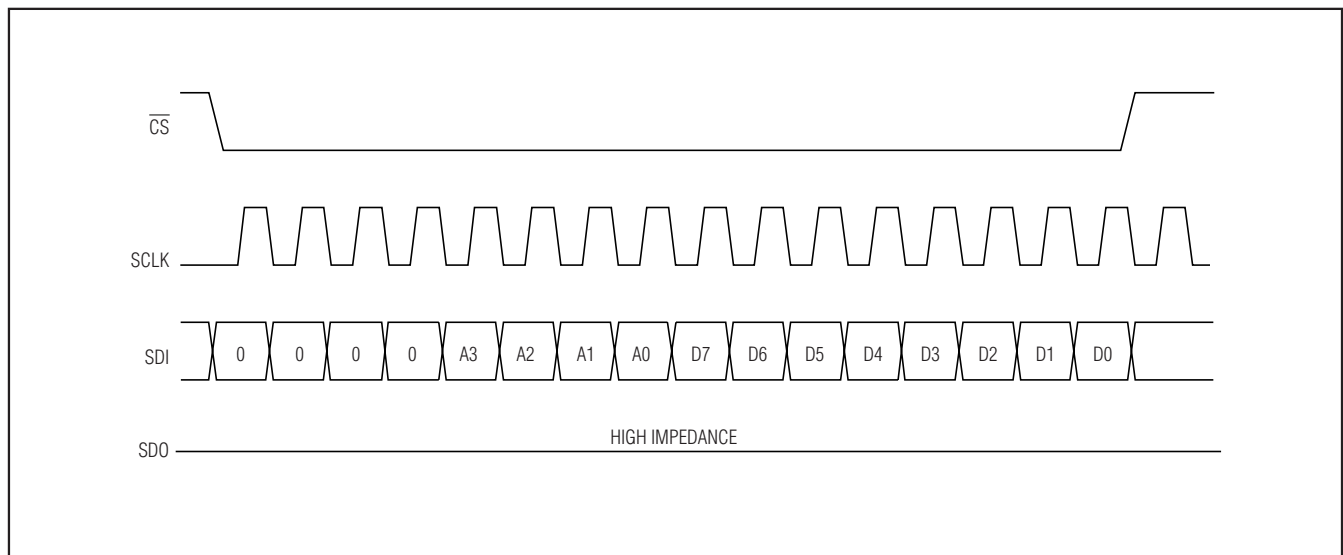 C̅S̅
SCLK
SDI 0 0 0 0 A3 A2 A1 A0 D7 D6 D5 D4 D3 D2 D1 D0
HIGH IMPEDANCE
SDO